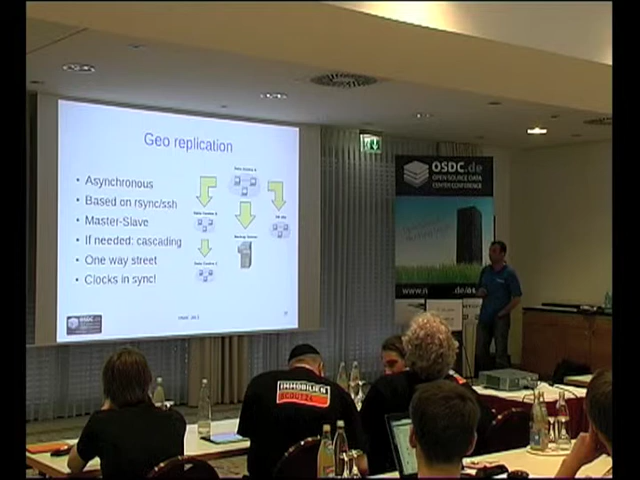 Geo replication
• Asynchronous
• Based on rsync/ssh
• Master-Slave
• If needed: cascading
• One way street
• Clocks in sync!
OSDC.de
OPEN SOURCE DATA
CENTER CONFERENCE
IMMOBILIEN
SCOUT24